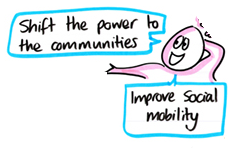 Shift the power to
the communities
Improve Social
mobility